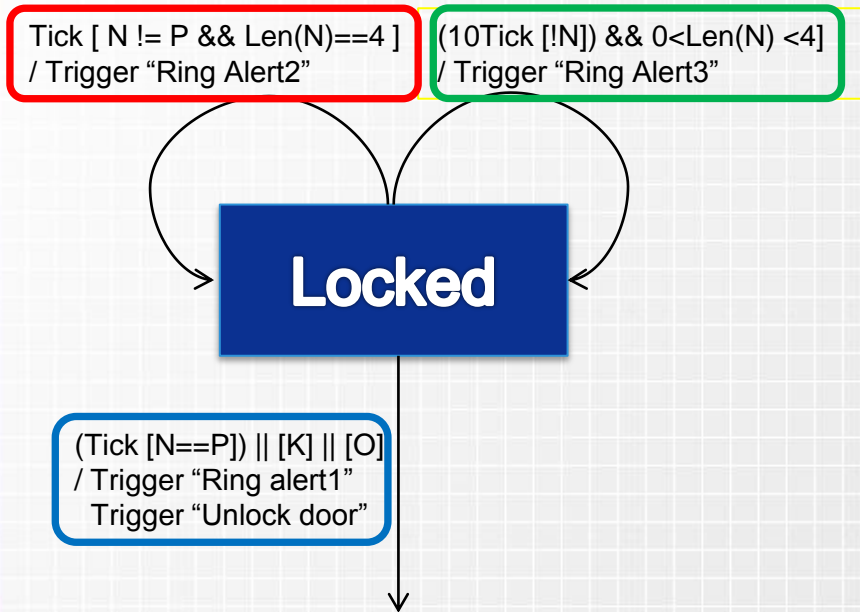 Tick [ N != P && Len(N)==4 ]
/ Trigger “Ring Alert2”
(10Tick [!N]) && 0<Len(N) <4]
/ Trigger “Ring Alert3”
Locked
(Tick [N==P]) || [K] || [O]
/ Trigger “Ring alert1”
Trigger “Unlock door”